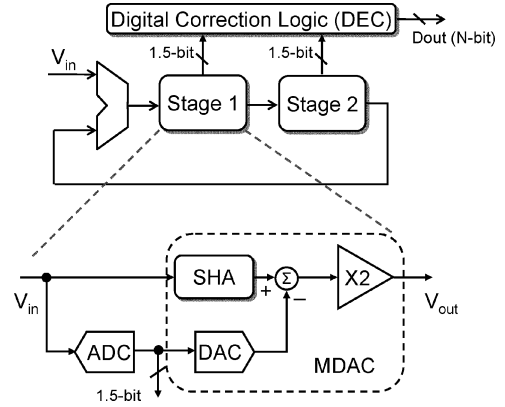 Digital Correction Logic (DEC)
Dout (N-bit)
1.5-bit
1.5-bit
Vin
Stage 1
Stage 2
SHA
Σ
X2
+
−
Vin
Vout
ADC
DAC
MDAC
1.5-bit